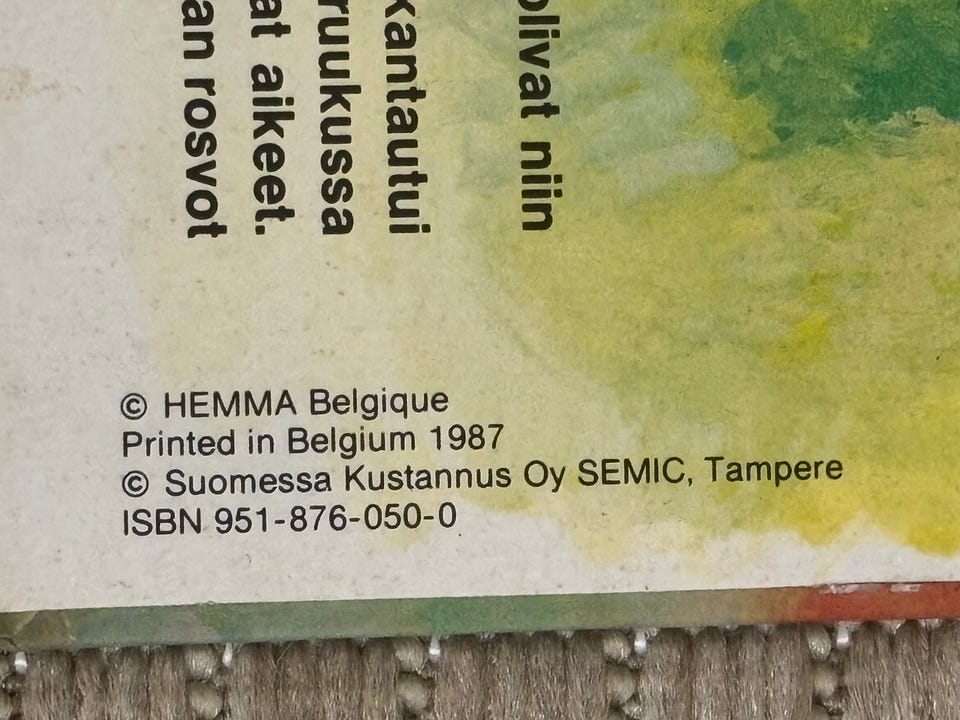 olivat niin
kantautui
ruukussa
at aikeet.
an rosvot
© HEMMA Belgique
Printed in Belgium 1987
© Suomessa Kustannus Oy SEMIC, Tampere
ISBN 951-876-050-0